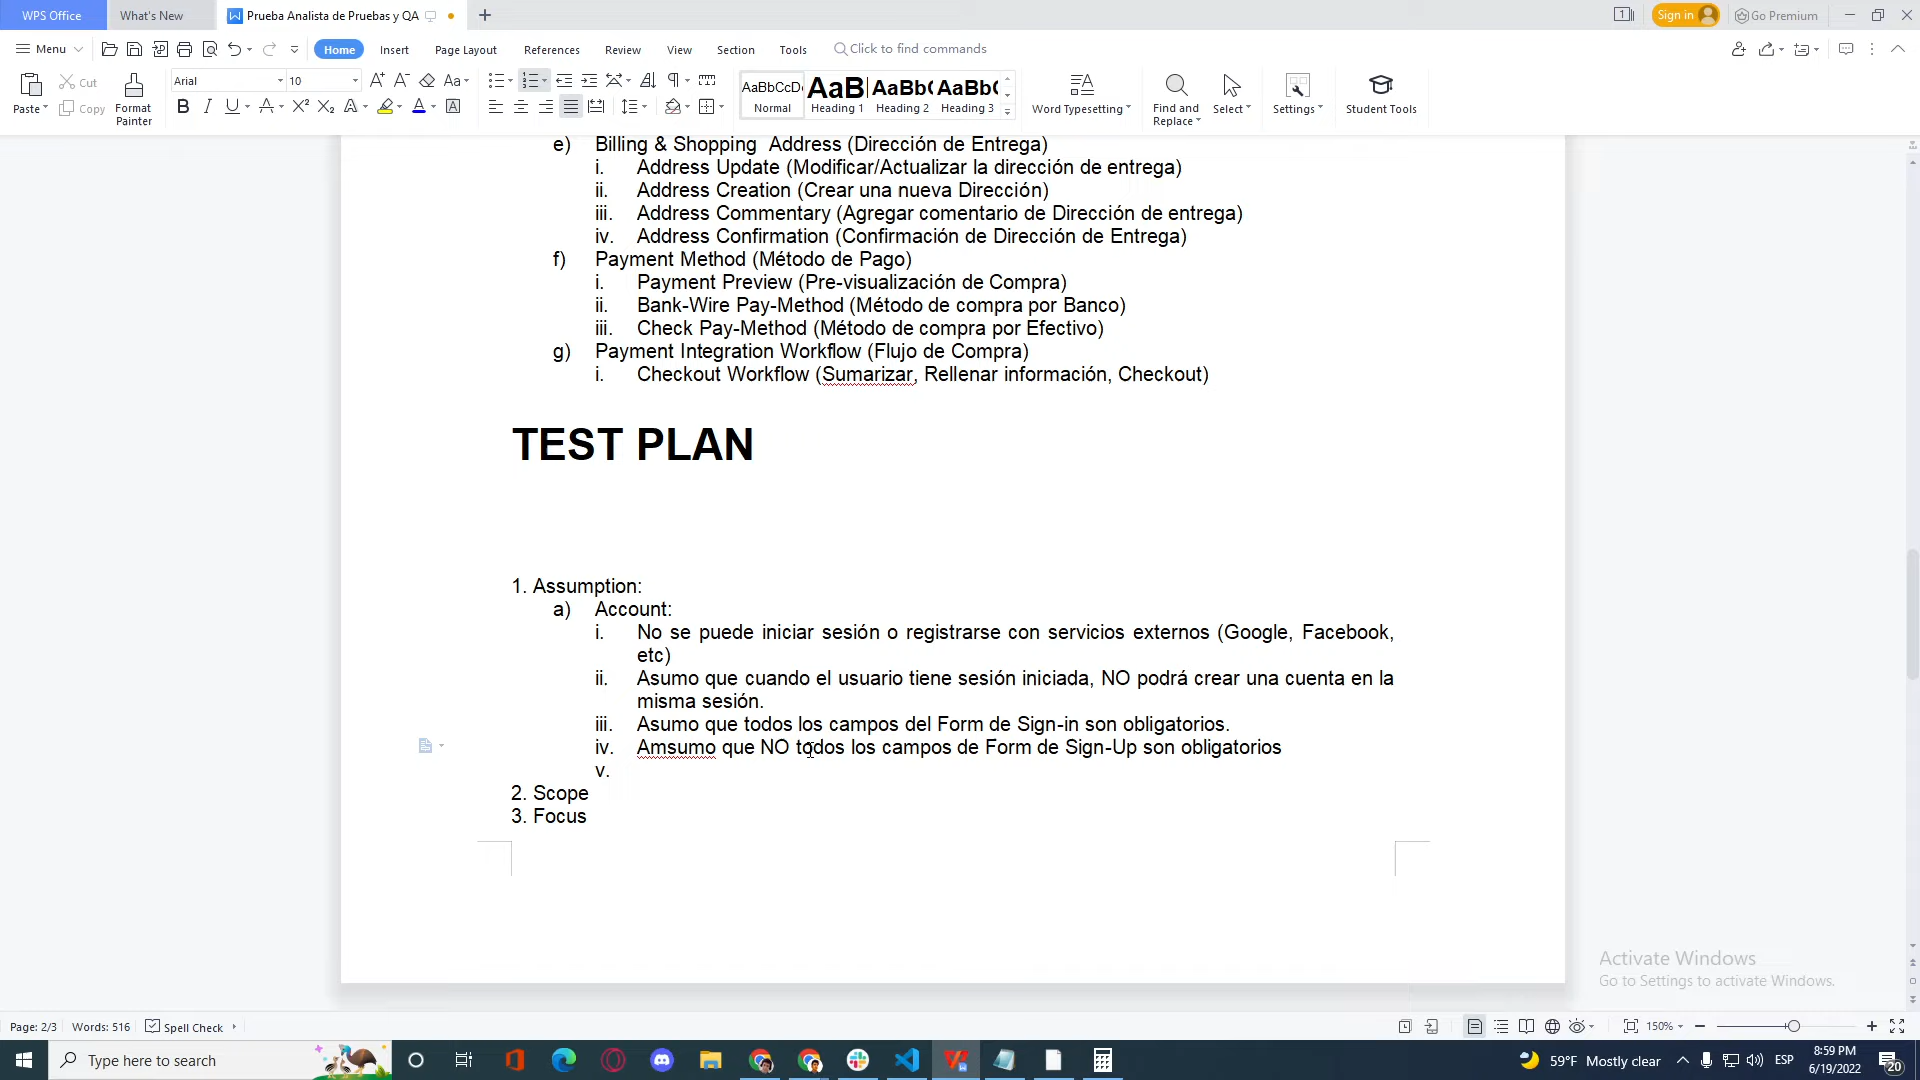 WPS Office
What's New
Prueba Analista de Pruebas y QA
Sign in
Go Premium
Menu
Home
Insert
Page Layout
References
Review
View
Section
Tools
Click to find commands
Paste
Cut
Copy
Format
Painter
Arial
10
AaBbCcD
Normal
AaB
Heading 1
AaBb
Heading 2
AaBb
Heading 3
Word Typesetting
Find and
Replace
Select
Settings
Student Tools
e) Billing & Shopping Address (Dirección de Entrega)
i. Address Update (Modificar/Actualizar la dirección de entrega)
ii. Address Creation (Crear una nueva Dirección)
iii. Address Commentary (Agregar comentario de Dirección de entrega)
iv. Address Confirmation (Confirmación de Dirección de Entrega)
f) Payment Method (Método de Pago)
i. Payment Preview (Pre-visualización de Compra)
ii. Bank-Wire Pay-Method (Método de compra por Banco)
iii. Check Pay-Method (Método de compra por Efectivo)
g) Payment Integration Workflow (Flujo de Compra)
i. Checkout Workflow (Sumarizar, Rellenar información, Checkout)
TEST PLAN
1. Assumption:
a) Account:
i. No se puede iniciar sesión o registrarse con servicios externos (Google, Facebook,
etc)
ii. Asumo que cuando el usuario tiene sesión iniciada, NO podrá crear una cuenta en la
misma sesión.
iii. Asumo que todos los campos del Form de Sign-in son obligatorios.
iv. Amsumo que NO todos los campos de Form de Sign-Up son obligatorios
v.
2. Scope
3. Focus
Activate Windows
Go to Settings to activate Windows.
Page: 2/3
Words: 516
Spell Check
150%
Type here to search
59°F Mostly clear
ESP
8:59 PM
6/19/2022
20